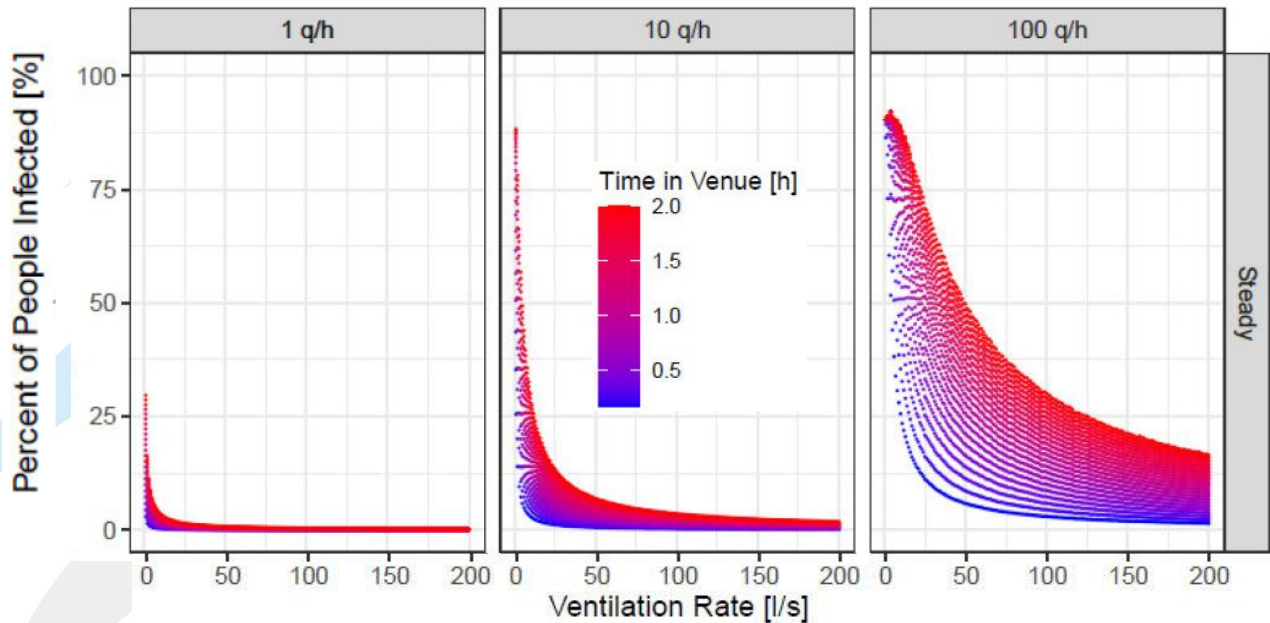 1 q/h
10 q/h
100 q/h
Percent of People Infected [%]
100
75
50
25
0
Time in Venue [h]
2.0
1.5
1.0
0.5
Steady
0 50 100 150 200
0 50 100 150 200
0 50 100 150 200
Ventilation Rate [l/s]